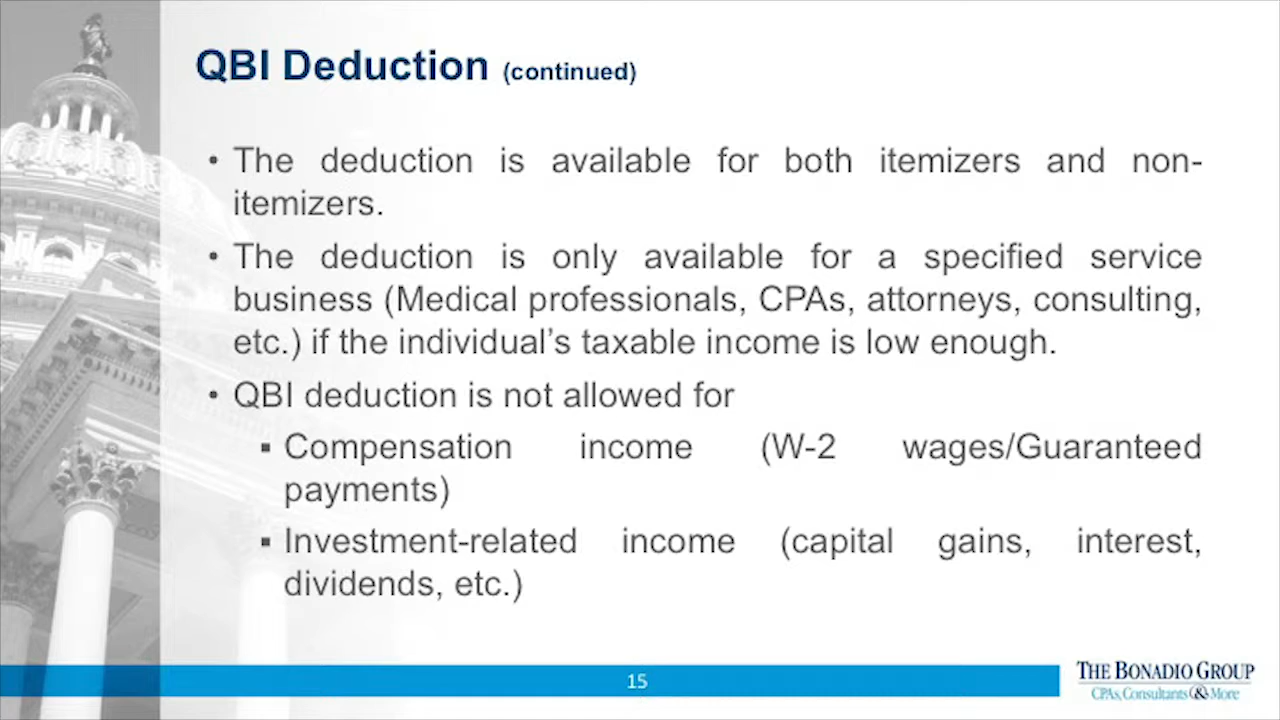 QBI Deduction (continued)
• The deduction is available for both itemizers and non-
itemizers.
• The deduction is only available for a specified service
business (Medical professionals, CPAs, attorneys, consulting,
etc.) if the individual’s taxable income is low enough.
• QBI deduction is not allowed for
▪ Compensation income (W-2 wages/Guaranteed
payments)
▪ Investment-related income (capital gains, interest,
dividends, etc.)
15
THE BONADIO GROUP
CPAs, Consultants & More